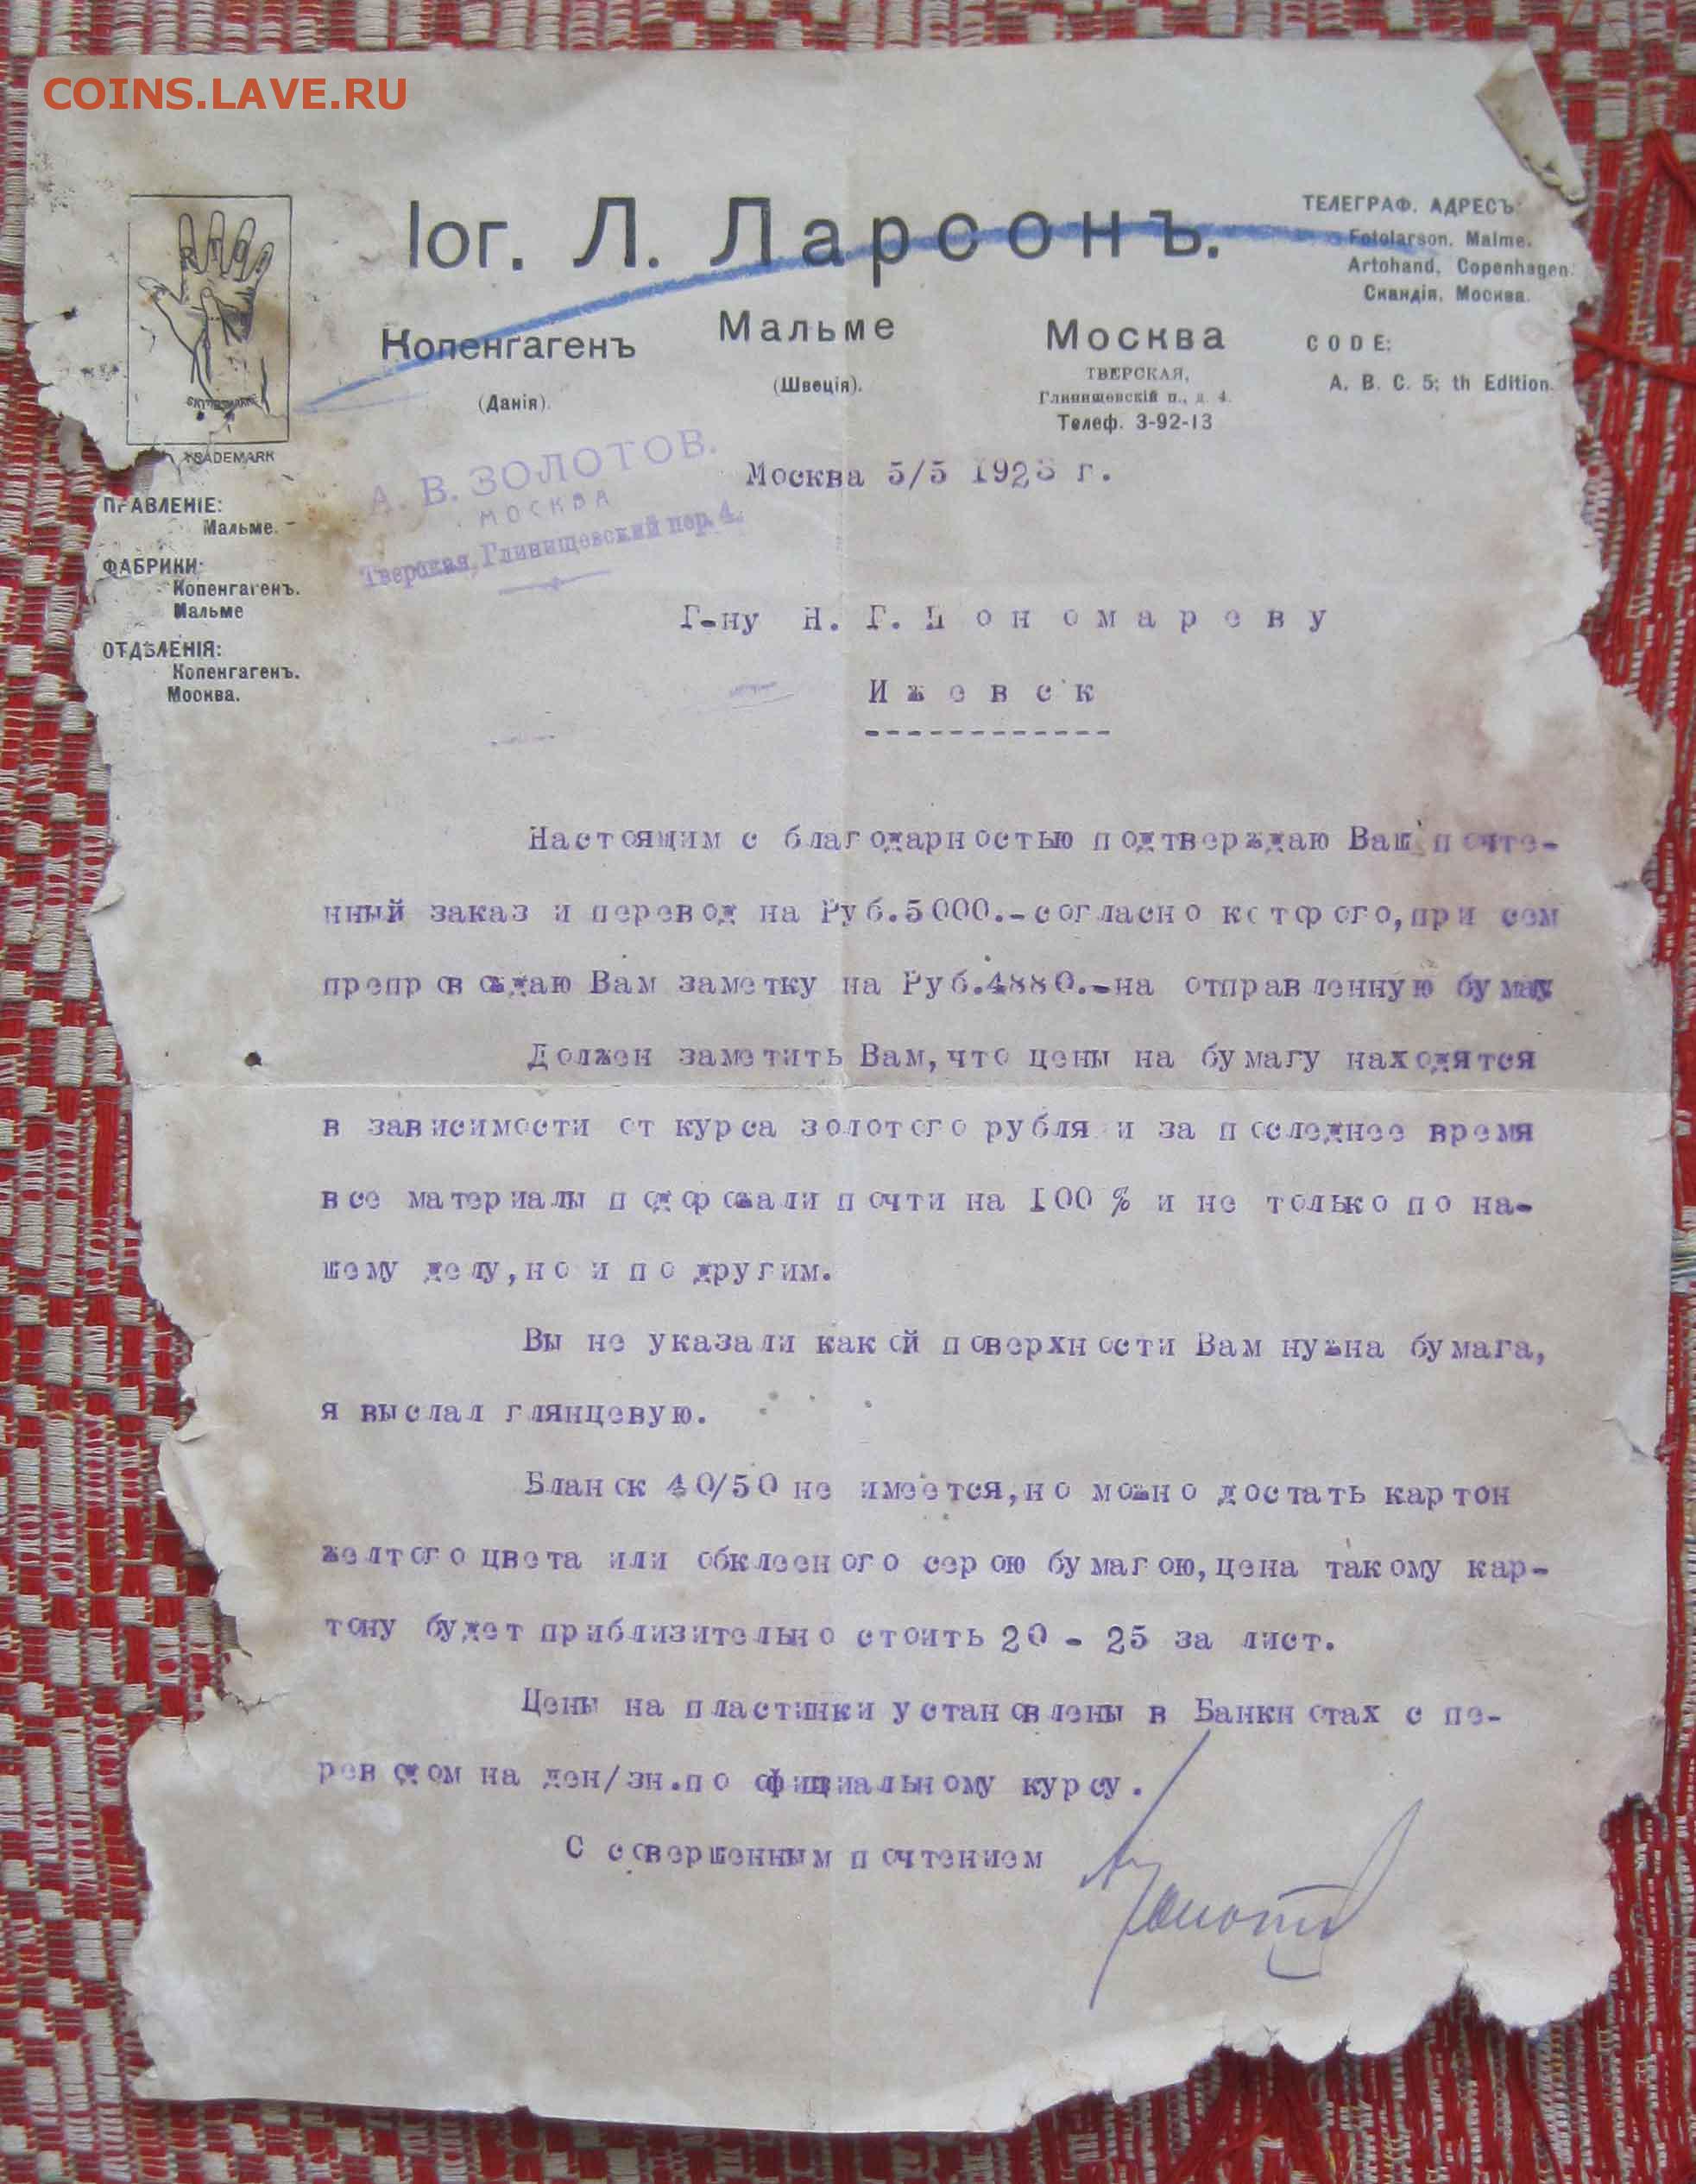 COINS.LAVE.RU
Іог. Л. Ларсонъ.
Копенгагенъ
(Данія).
Мальме
(Швеція).
Москва
ТВЕРСКАЯ,
Глинищевскій п., д. 4.
Телеф. 3-92-13
ТЕЛЕГРАФ. АДРЕСЪ:
Fotolarson. Malme.
Artohand, Copenhagen.
Скандія, Москва.
CODE:
A. B. C. 5; th Edition.
TRADEMARK
ПРАВЛЕНІЕ:
Мальме.
ФАБРИКИ:
Копенгагенъ.
Мальме
ОТДѢЛЕНІЯ:
Копенгагенъ.
Москва.
А. В. ЗОЛОТОВ.
МОСКВА
Тверская, Глинищевский пер. 4.
Москва 5/5 1923 г.
Г-ну Н. Г. Пономареву
Ижевск
Настоящим с благодарностью подтверждаю Ваш почте-
нный заказ и перевод на Руб.5000.-согласно которого,при сем
препровождаю Вам заметку на Руб.4880.-на отправленную бумагу
Должен заметить Вам,что цены на бумагу находятся
в зависимости от курса золотого рубля и за последнее время
все материалы подорожали почти на 100 % и не только по на-
шему делу,но и по другим.
Вы не указали какой поверхности Вам нужна бумага,
я выслал глянцевую.
Бланок 40/50 не имеется,но можно достать картон
желтого цвета или обклееного серою бумагою,цена такому кар-
тону будет приблизительно стоить 20 - 25 за лист.
Цены на пластинки установлены в Банкнотах с пе-
реводом на ден/зн.по официальному курсу.
С совершенным почтением